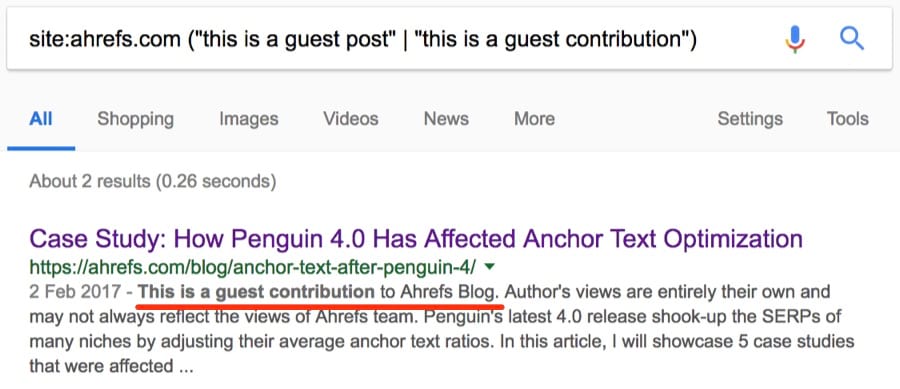 site:ahrefs.com ("this is a guest post" | "this is a guest contribution")
All Shopping Images Videos News More Settings Tools
About 2 results (0.26 seconds)
Case Study: How Penguin 4.0 Has Affected Anchor Text Optimization
https://ahrefs.com/blog/anchor-text-after-penguin-4/
2 Feb 2017 - This is a guest contribution to Ahrefs Blog. Author's views are entirely their own and
may not always reflect the views of Ahrefs team. Penguin's latest 4.0 release shook-up the SERPs of
many niches by adjusting their average anchor text ratios. In this article, I will showcase 5 case studies
that were affected ...